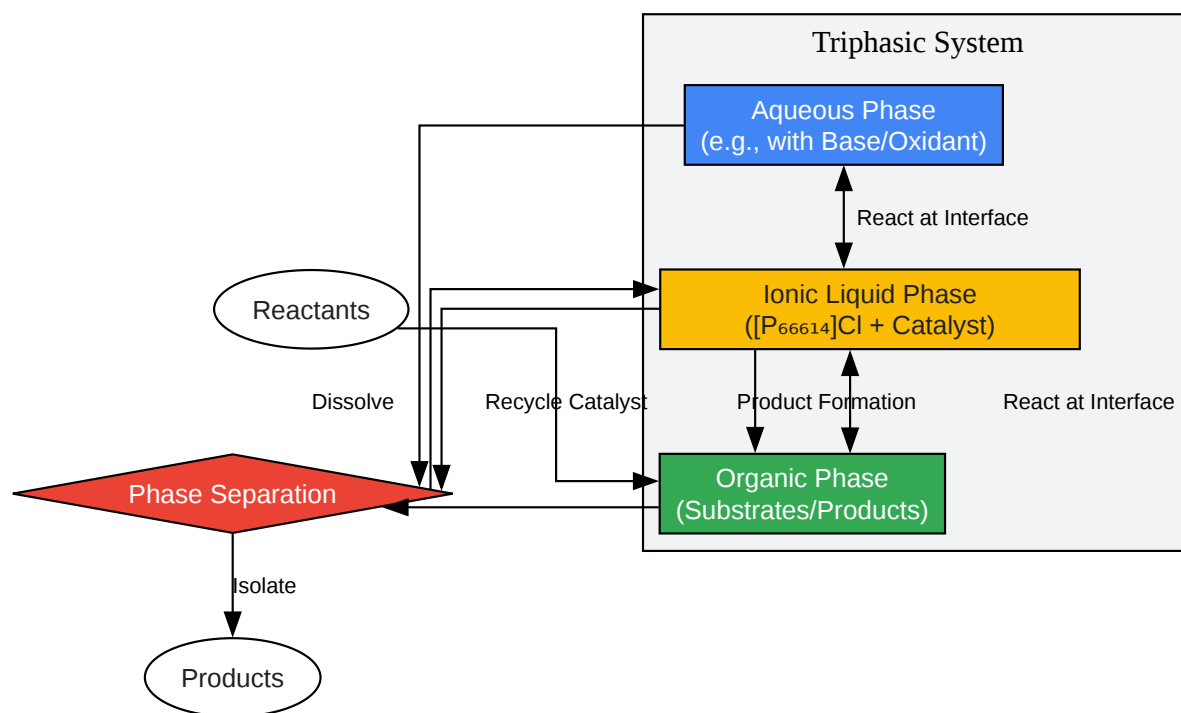 Triphasic System
Aqueous Phase
(e.g., with Base/Oxidant)
React at Interface
Reactants
Ionic Liquid Phase
([P₆₆₆₁₄]Cl + Catalyst)
Dissolve
Recycle Catalyst
Product Formation
React at Interface
Phase Separation
Organic Phase
(Substrates/Products)
Isolate
Products